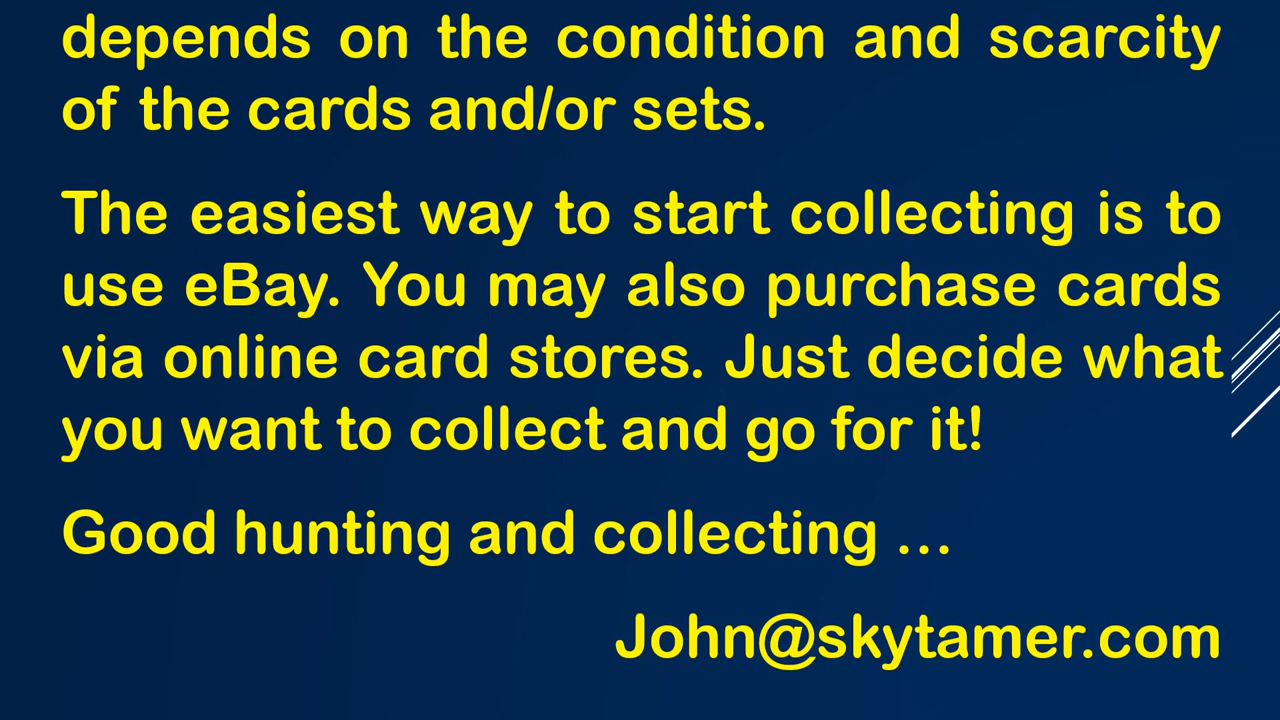 depends on the condition and scarcity
of the cards and/or sets.
The easiest way to start collecting is to
use eBay. You may also purchase cards
via online card stores. Just decide what
you want to collect and go for it!
Good hunting and collecting …
John@skytamer.com